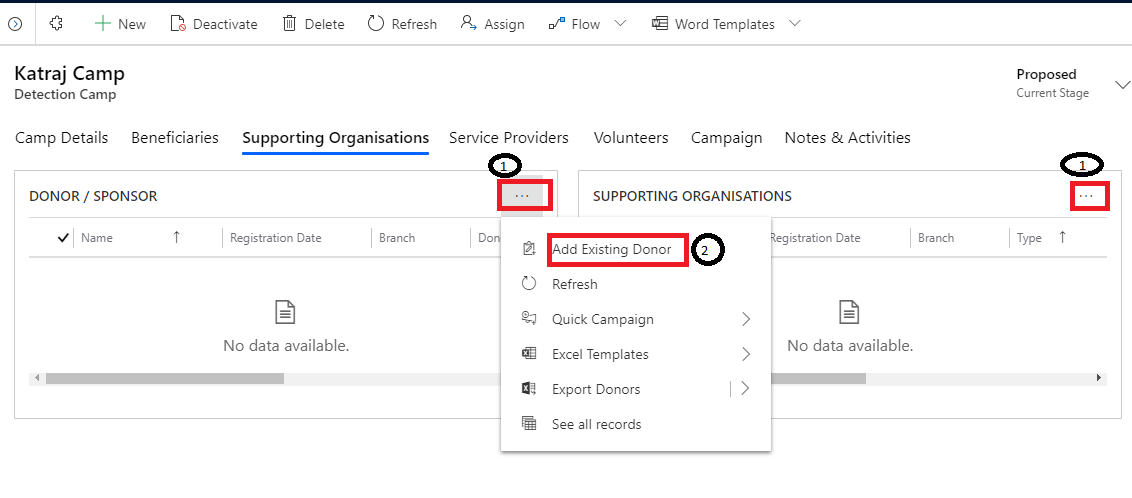 New Deactivate Delete Refresh Assign Flow Word Templates
Katraj Camp
Detection Camp
Proposed
Current Stage
Camp Details Beneficiaries Supporting Organisations Service Providers Volunteers Campaign Notes & Activities
1
1
DONOR / SPONSOR ...
SUPPORTING ORGANISATIONS ...
Name Registration Date Branch Don
Registration Date Branch Type
Add Existing Donor 2
Refresh
Quick Campaign
Excel Templates
Export Donors
See all records
No data available.
No data available.